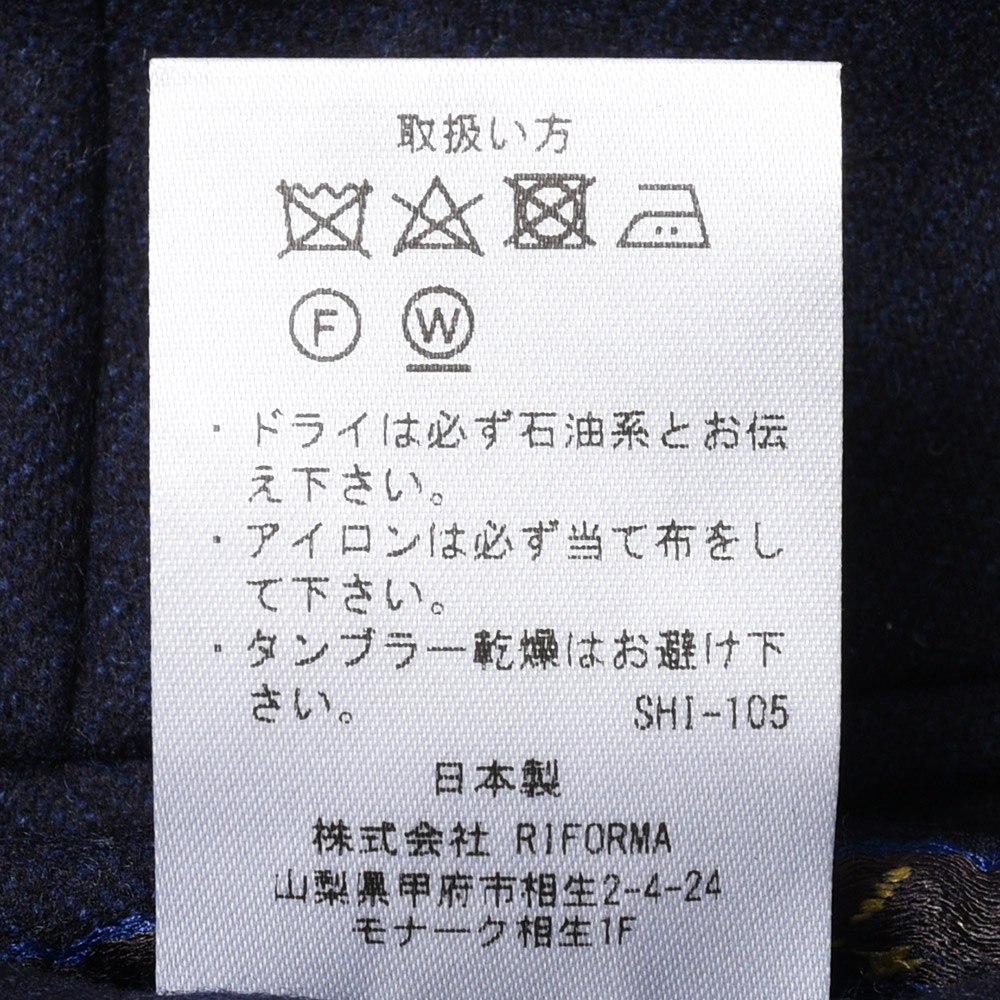 取扱い方
F W
・ドライは必ず石油系とお伝
え下さい。
・アイロンは必ず当て布をし
て下さい。
・タンブラー乾燥はお避け下
さい。 SHI-105
日本製
株式会社 RIFORMA
山梨県甲府市相生2-4-24
モナーク相生1F